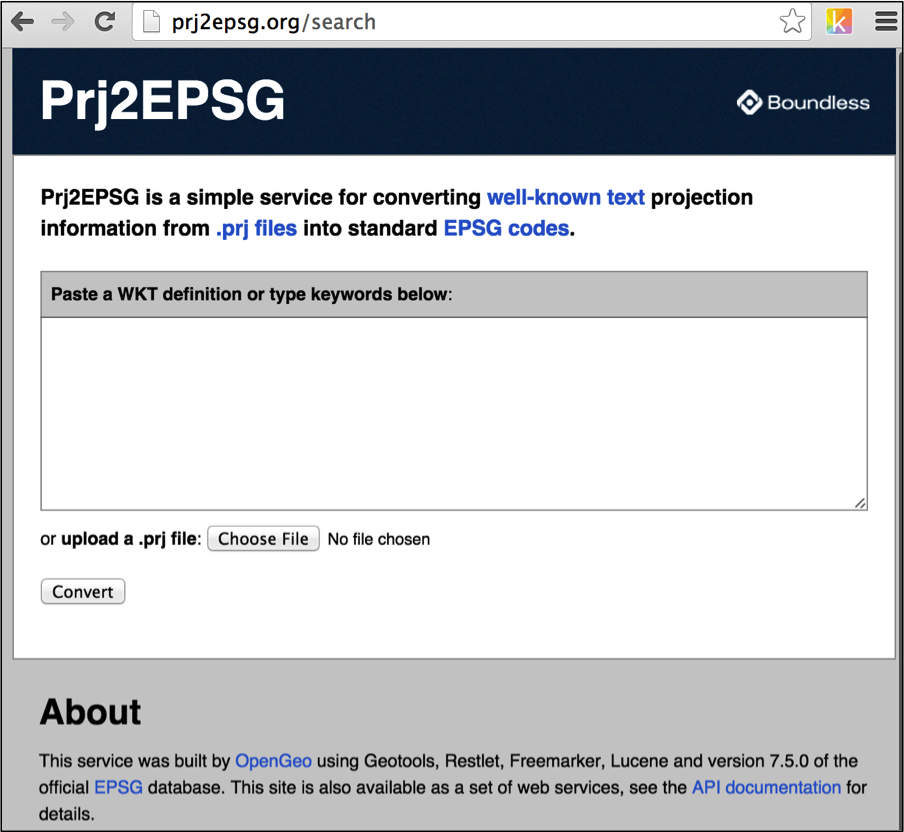 prj2epsg.org/search
k
Prj2EPSG
Boundless
Prj2EPSG is a simple service for converting well-known text projection
information from .prj files into standard EPSG codes.
Paste a WKT definition or type keywords below:
or upload a .prj file: Choose File No file chosen
Convert
About
This service was built by OpenGeo using Geotools, Restlet, Freemarker, Lucene and version 7.5.0 of the
official EPSG database. This site is also available as a set of web services, see the API documentation for
details.